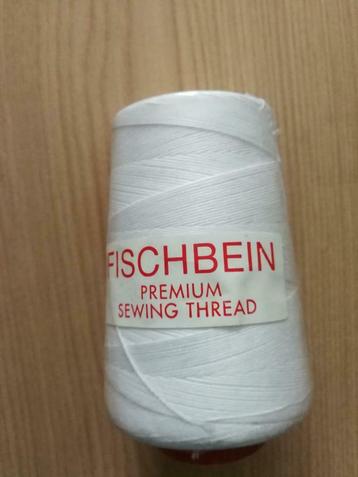 FISCHBEIN
PREMIUM
SEWING THREAD